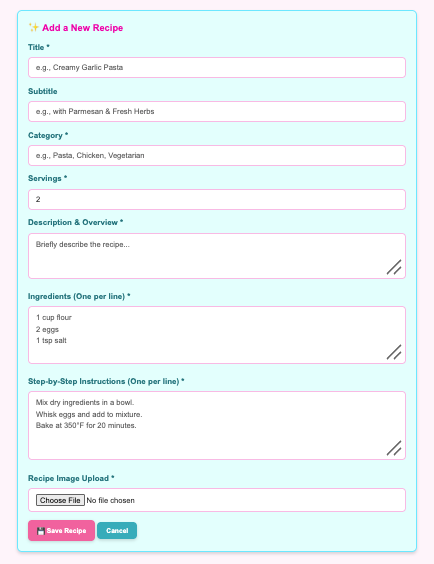 ✨ Add a New Recipe
Title *
e.g., Creamy Garlic Pasta
Subtitle
e.g., with Parmesan & Fresh Herbs
Category *
e.g., Pasta, Chicken, Vegetarian
Servings *
2
Description & Overview *
Briefly describe the recipe...
Ingredients (One per line) *
1 cup flour
2 eggs
1 tsp salt
Step-by-Step Instructions (One per line) *
Mix dry ingredients in a bowl.
Whisk eggs and add to mixture.
Bake at 350°F for 20 minutes.
Recipe Image Upload *
Choose File No file chosen
💾 Save Recipe Cancel